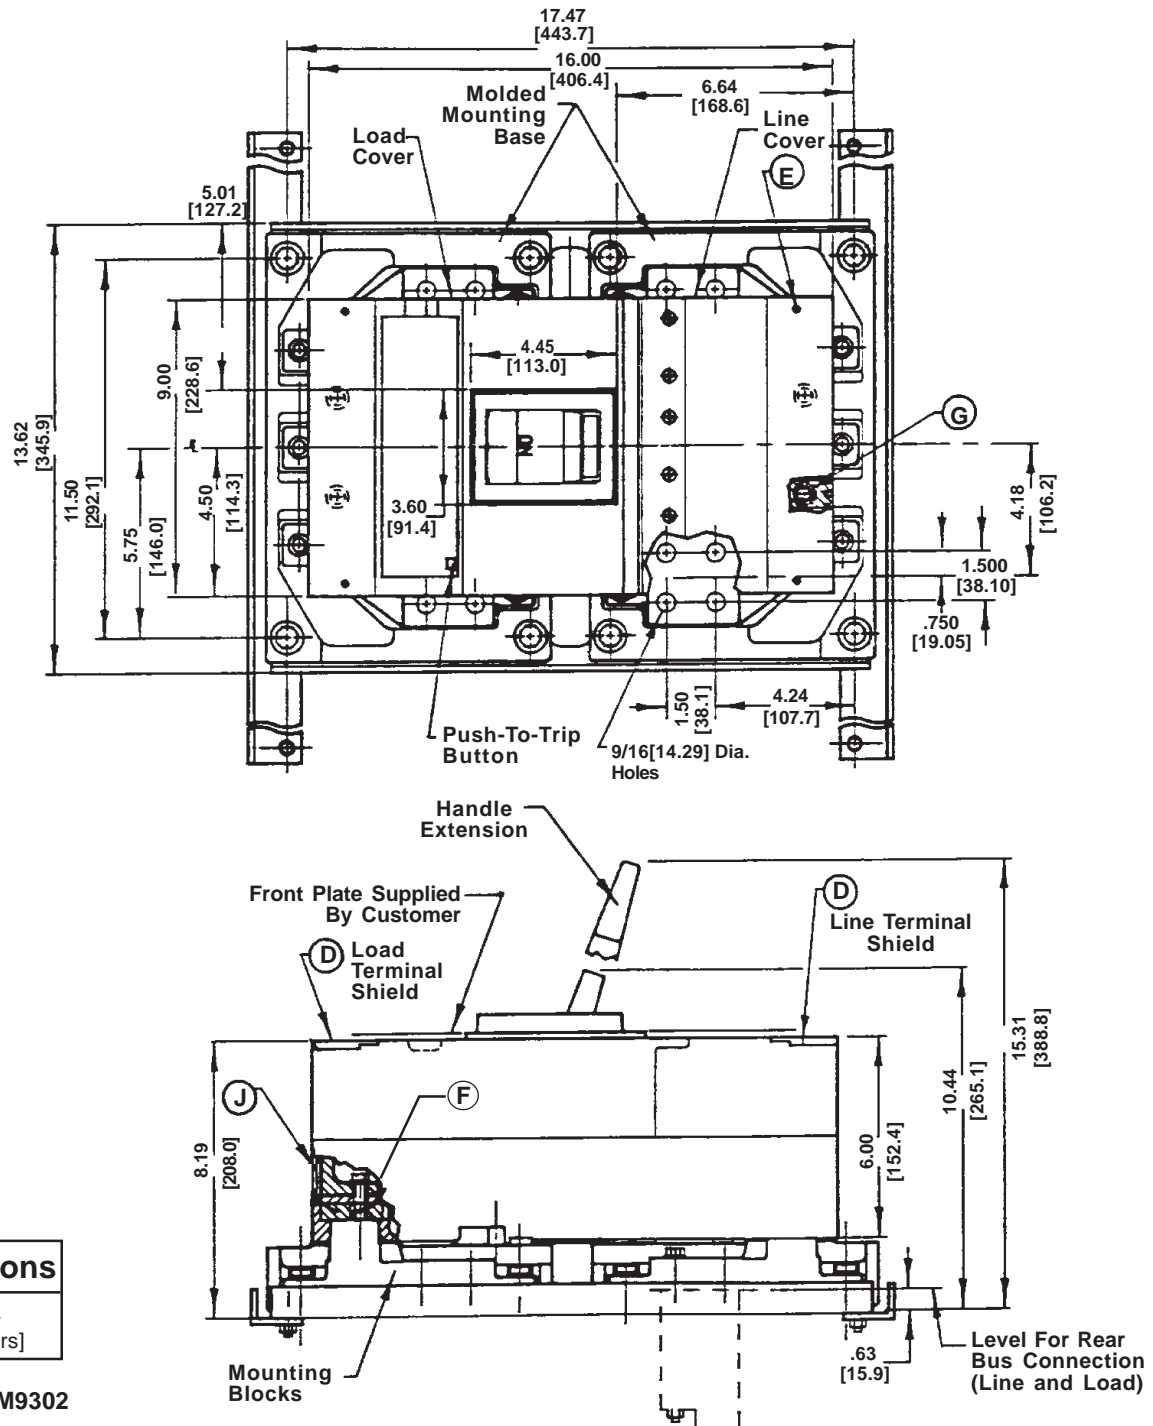 17.47
[443.7]
16.00
[406.4]
6.64
[168.6]
Molded
Mounting
Base
Load
Cover
Line
Cover
E
5.01
[127.2]
4.45
[113.0]
9.00
[228.6]
G
13.62
[345.9]
11.50
[292.1]
5.75
[146.0]
4.50
[114.3]
ON
3.60
[91.4]
4.18
[106.2]
1.500
[38.10]
.750
[19.05]
1.50
[38.1]
4.24
[107.7]
Push-To-Trip
Button
9/16[14.29] Dia.
Holes
Handle
Extension
Front Plate Supplied
By Customer
D
Line Terminal
Shield
D Load
Terminal
Shield
15.31
[388.8]
10.44
[265.1]
J
F
8.19
[208.0]
6.00
[152.4]
ons
rs]
M9302
Mounting
Blocks
.63
[15.9]
Level For Rear
Bus Connection
(Line and Load)